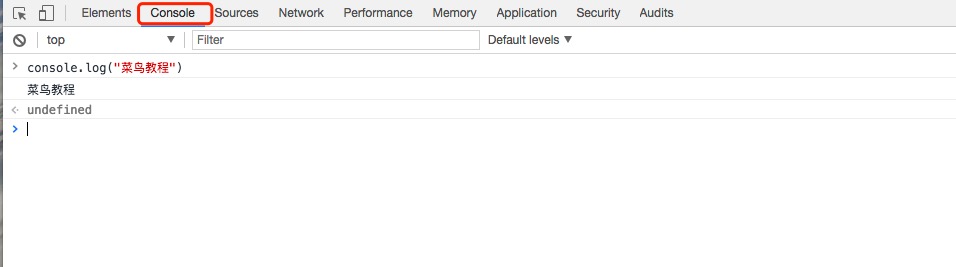 Elements Console Sources Network Performance Memory Application Security Audits
top Filter Default levels
console.log("菜鸟教程")
菜鸟教程
undefined